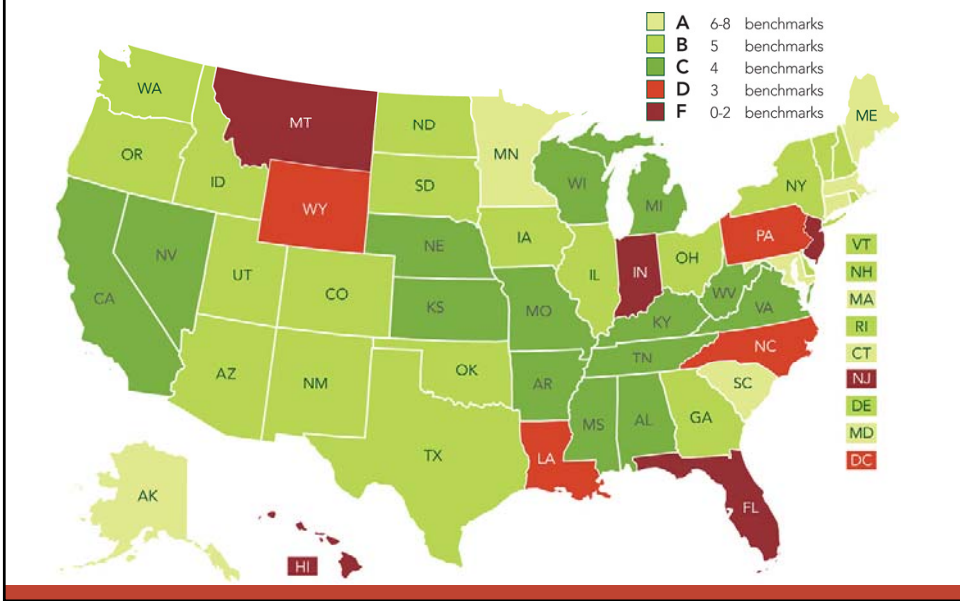 A 6-8 benchmarks
B 5 benchmarks
C 4 benchmarks
D 3 benchmarks
F 0-2 benchmarks
WA
MT
ND
MN
ME
OR
ID
SD
WI
MI
NY
WY
IA
PA
NV
NE
IL
IN
OH
UT
CO
CA
KS
MO
WV
VA
KY
NC
AZ
NM
OK
TN
AR
SC
MS
AL
GA
TX
LA
FL
AK
HI
VT
NH
MA
RI
CT
NJ
DE
MD
DC